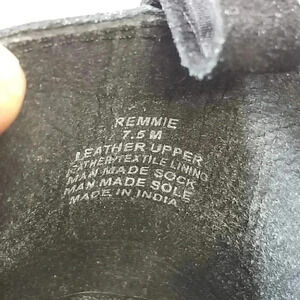 REMMIE
7.5 M
LEATHER UPPER
LEATHER/TEXTILE LINING
MAN MADE SOCK
MAN MADE SOLE
MADE IN INDIA